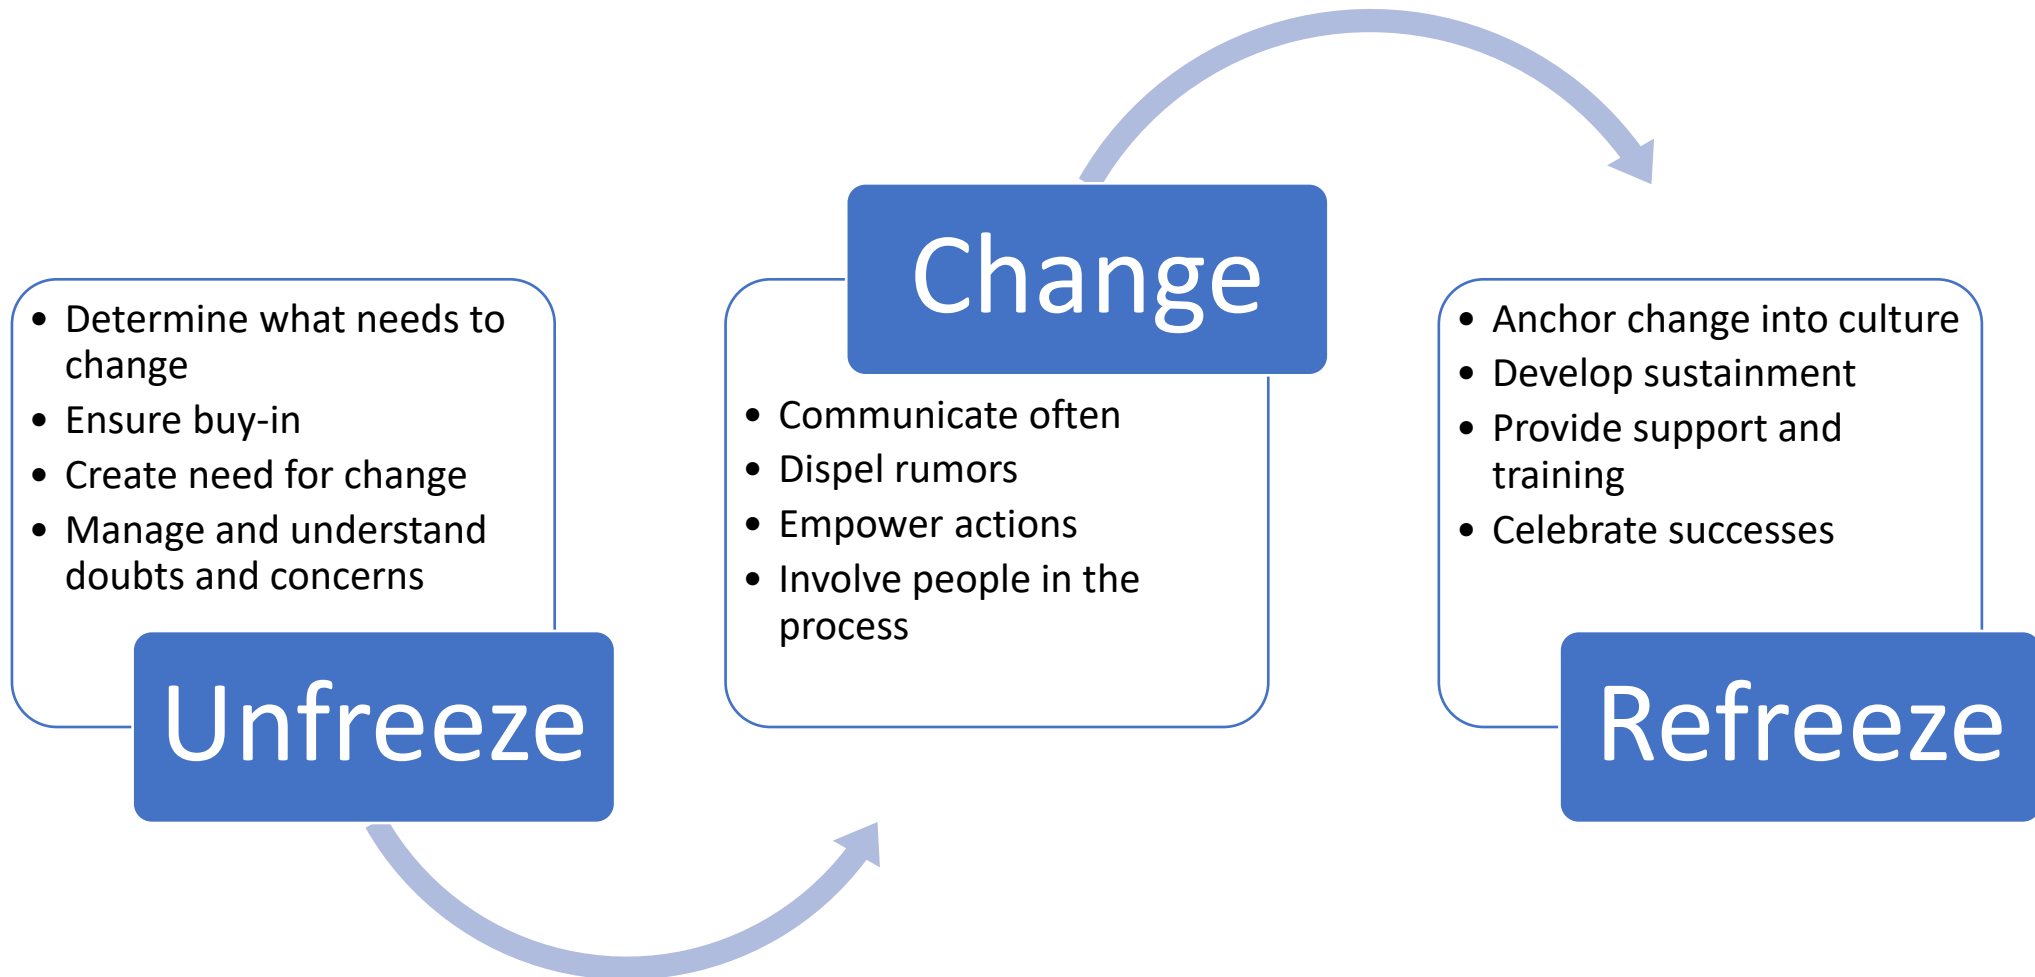 • Determine what needs to
change
• Ensure buy-in
• Create need for change
• Manage and understand
doubts and concerns
Unfreeze
Change
• Communicate often
• Dispel rumors
• Empower actions
• Involve people in the
process
• Anchor change into culture
• Develop sustainment
• Provide support and
training
• Celebrate successes
Refreeze